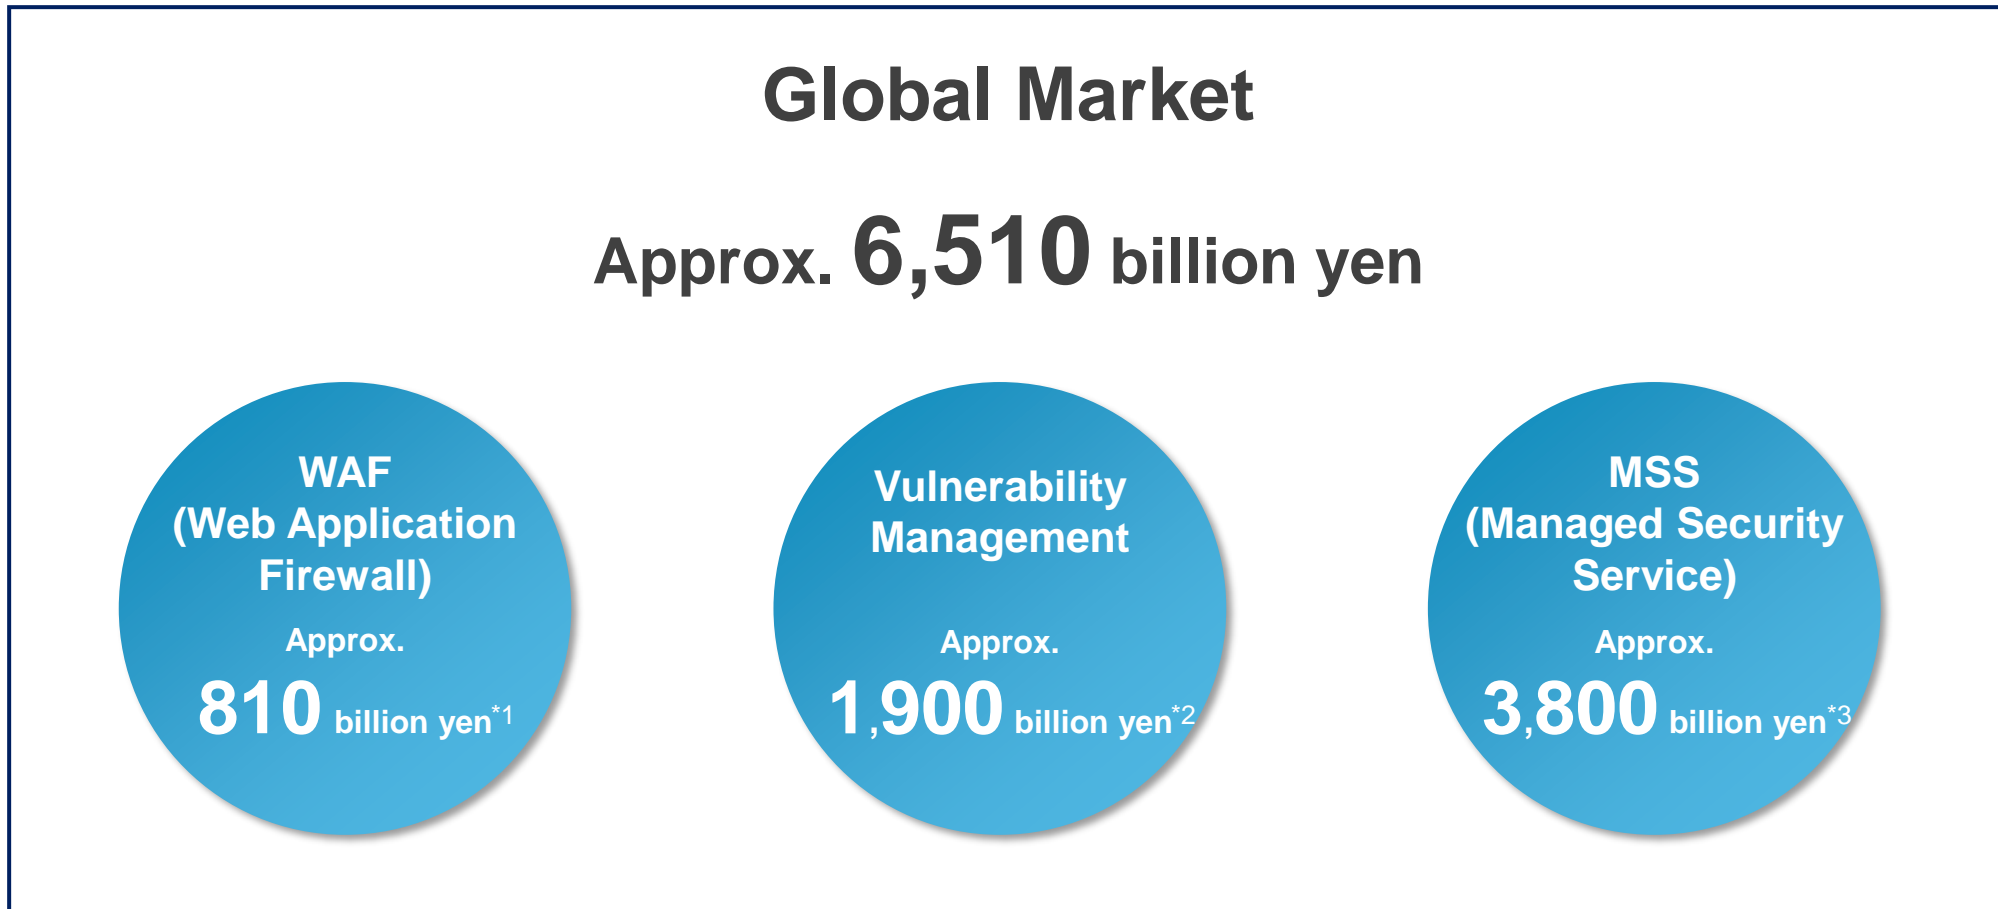 Global Market
Approx. 6,510 billion yen
WAF
(Web Application
Firewall)
Approx.
810 billion yen*1
Vulnerability
Management
Approx.
1,900 billion yen*2
MSS
(Managed Security
Service)
Approx.
3,800 billion yen*3